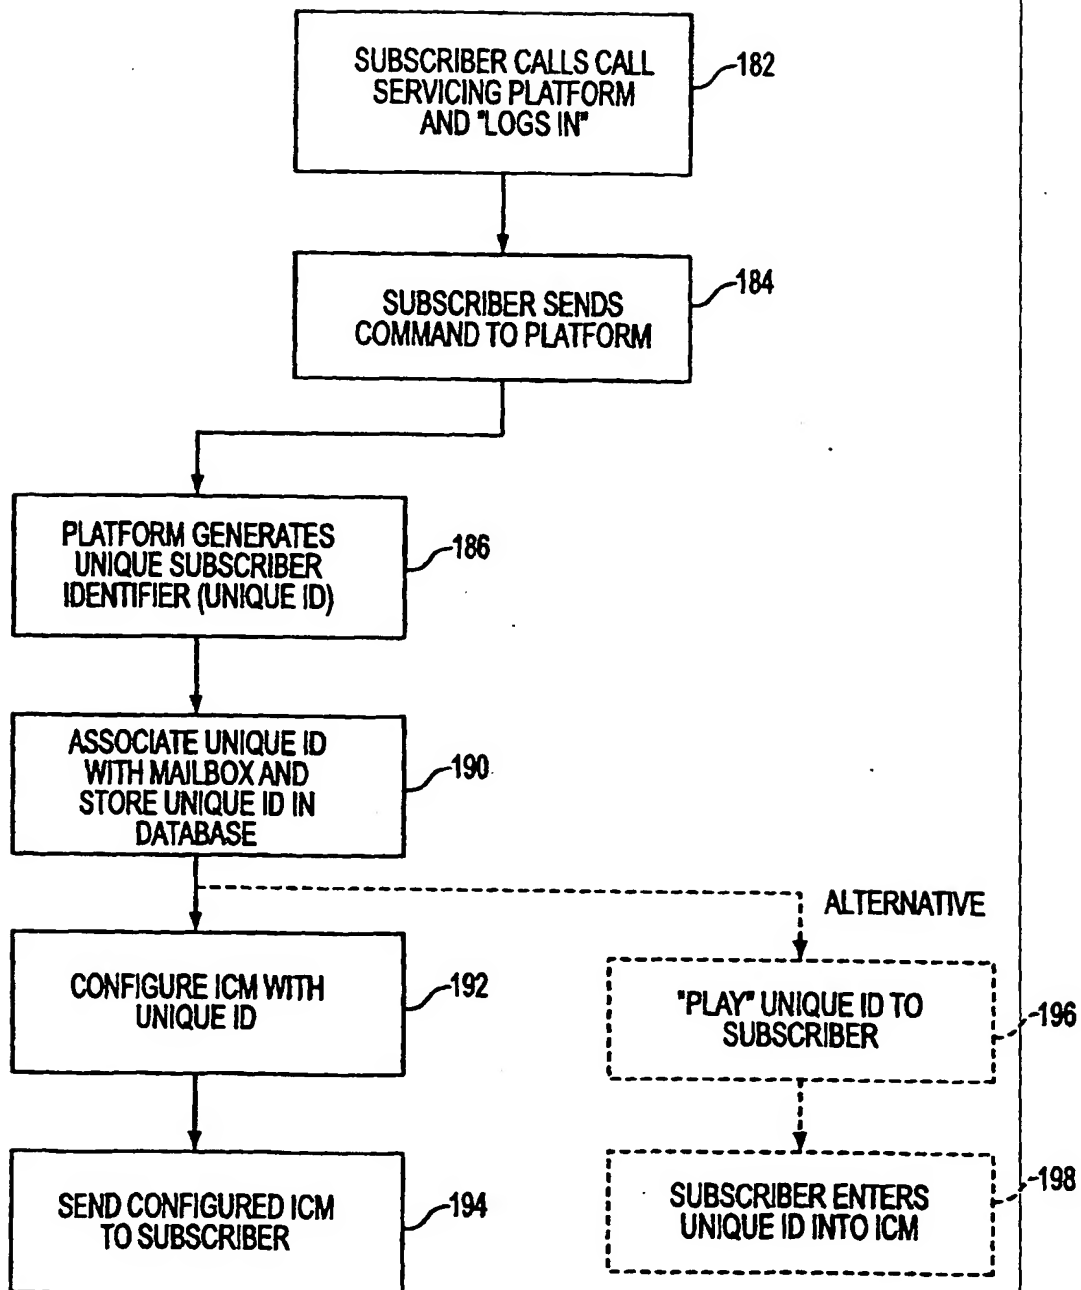 SUBSCRIBER CALLS CALL
SERVICING PLATFORM
AND "LOGS IN"
182
SUBSCRIBER SENDS
COMMAND TO PLATFORM
184
PLATFORM GENERATES
UNIQUE SUBSCRIBER
IDENTIFIER (UNIQUE ID)
186
ASSOCIATE UNIQUE ID
WITH MAILBOX AND
STORE UNIQUE ID IN
DATABASE
190
ALTERNATIVE
CONFIGURE ICM WITH
UNIQUE ID
192
"PLAY" UNIQUE ID TO
SUBSCRIBER
196
SEND CONFIGURED ICM
TO SUBSCRIBER
194
SUBSCRIBER ENTERS
UNIQUE ID INTO ICM
198